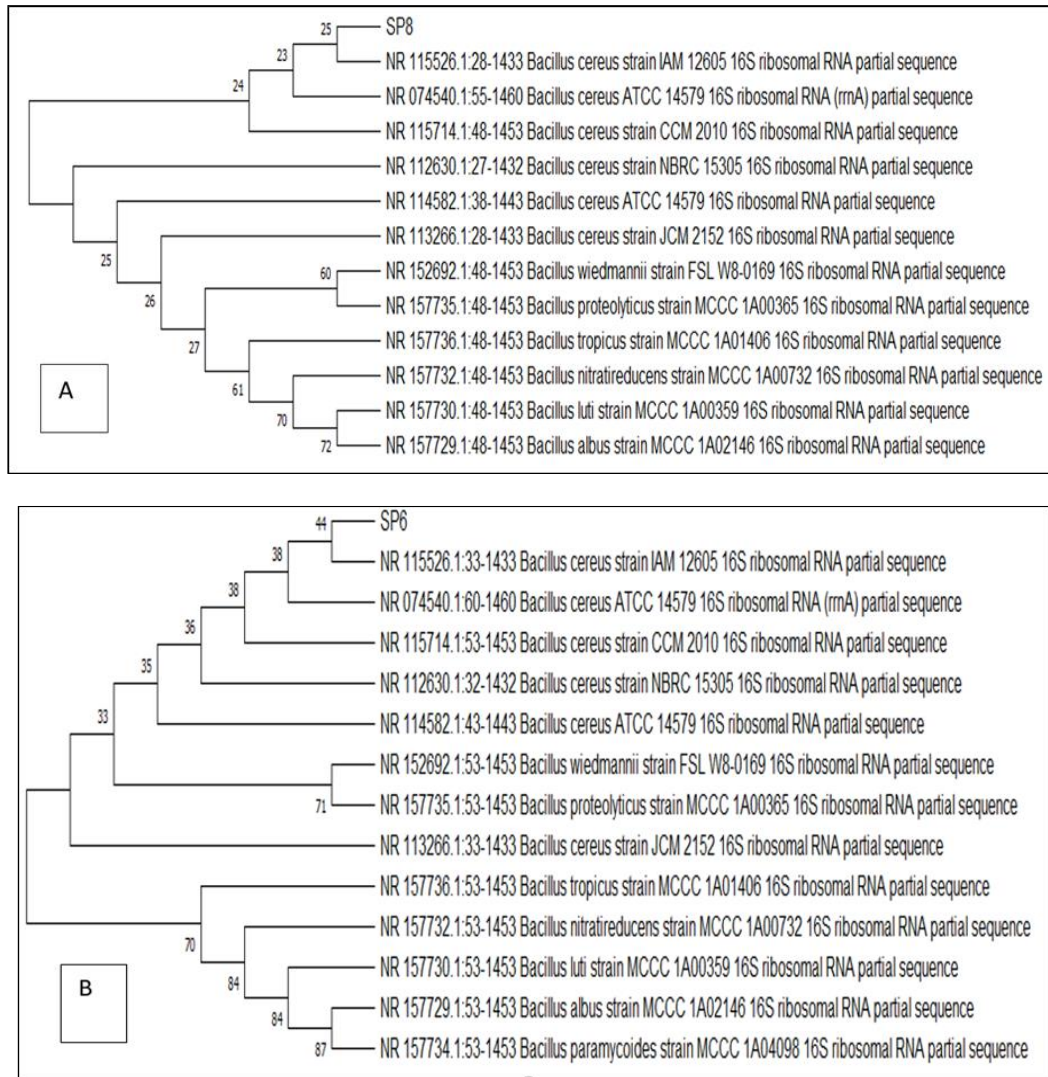 25 SP8
23 NR 115526.1:28-1433 Bacillus cereus strain IAM 12605 16S ribosomal RNA partial sequence
24 NR 074540.1:55-1460 Bacillus cereus ATCC 14579 16S ribosomal RNA (rrnA) partial sequence
NR 115714.1:48-1453 Bacillus cereus strain CCM 2010 16S ribosomal RNA partial sequence
NR 112630.1:27-1432 Bacillus cereus strain NBRC 15305 16S ribosomal RNA partial sequence
NR 114582.1:38-1443 Bacillus cereus ATCC 14579 16S ribosomal RNA partial sequence
25 NR 113266.1:28-1433 Bacillus cereus strain JCM 2152 16S ribosomal RNA partial sequence
60 NR 152692.1:48-1453 Bacillus wiedmannii strain FSL W8-0169 16S ribosomal RNA partial sequence
26 NR 157735.1:48-1453 Bacillus proteolyticus strain MCCC 1A00365 16S ribosomal RNA partial sequence
27 NR 157736.1:48-1453 Bacillus tropicus strain MCCC 1A01406 16S ribosomal RNA partial sequence
A 61 NR 157732.1:48-1453 Bacillus nitratireducens strain MCCC 1A00732 16S ribosomal RNA partial sequence
70 NR 157730.1:48-1453 Bacillus luti strain MCCC 1A00359 16S ribosomal RNA partial sequence
72 NR 157729.1:48-1453 Bacillus albus strain MCCC 1A02146 16S ribosomal RNA partial sequence
44 SP6
38 NR 115526.1:33-1433 Bacillus cereus strain IAM 12605 16S ribosomal RNA partial sequence
38 NR 074540.1:60-1460 Bacillus cereus ATCC 14579 16S ribosomal RNA (rrnA) partial sequence
36 NR 115714.1:53-1453 Bacillus cereus strain CCM 2010 16S ribosomal RNA partial sequence
35 NR 112630.1:32-1432 Bacillus cereus strain NBRC 15305 16S ribosomal RNA partial sequence
33 NR 114582.1:43-1443 Bacillus cereus ATCC 14579 16S ribosomal RNA partial sequence
NR 152692.1:53-1453 Bacillus wiedmannii strain FSL W8-0169 16S ribosomal RNA partial sequence
71 NR 157735.1:53-1453 Bacillus proteolyticus strain MCCC 1A00365 16S ribosomal RNA partial sequence
NR 113266.1:33-1433 Bacillus cereus strain JCM 2152 16S ribosomal RNA partial sequence
NR 157736.1:53-1453 Bacillus tropicus strain MCCC 1A01406 16S ribosomal RNA partial sequence
70 NR 157732.1:53-1453 Bacillus nitratireducens strain MCCC 1A00732 16S ribosomal RNA partial sequence
B 84 NR 157730.1:53-1453 Bacillus luti strain MCCC 1A00359 16S ribosomal RNA partial sequence
84 NR 157729.1:53-1453 Bacillus albus strain MCCC 1A02146 16S ribosomal RNA partial sequence
87 NR 157734.1:53-1453 Bacillus paramycoides strain MCCC 1A04098 16S ribosomal RNA partial sequence